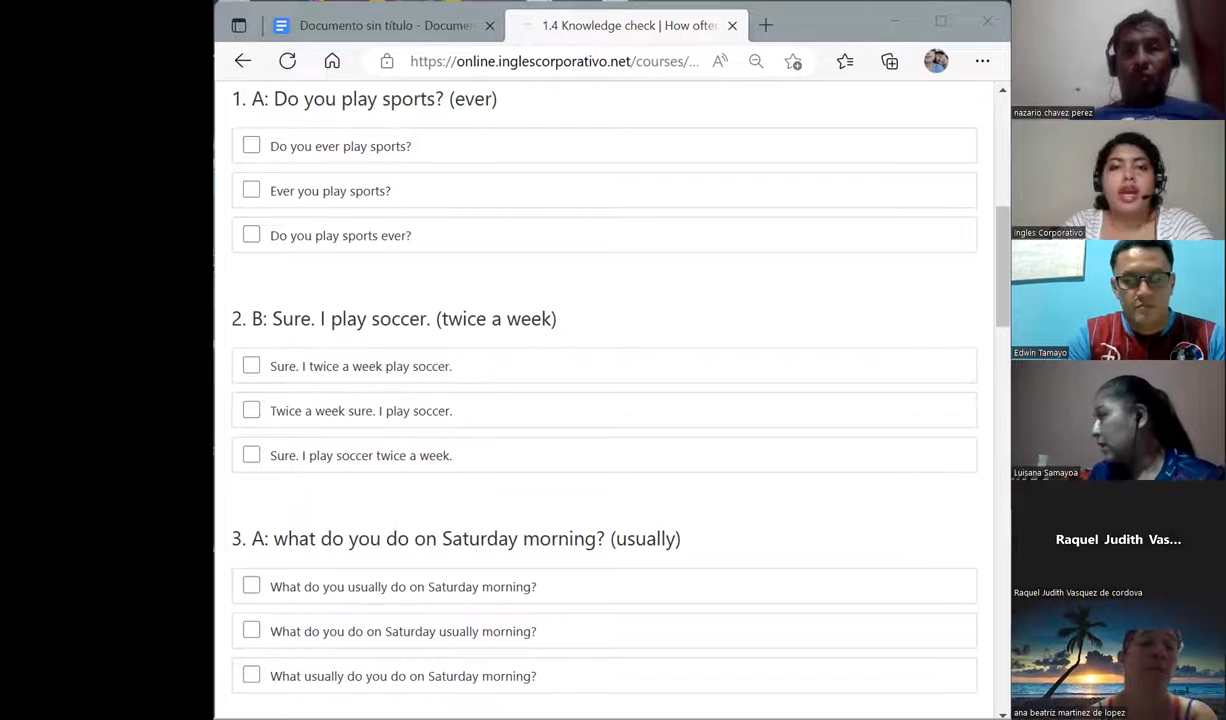 Documento sin título - Documen
1.4 Knowledge check | How ofte
https://online.inglescorporativo.net/courses/...
1. A: Do you play sports? (ever)
Do you ever play sports?
Ever you play sports?
Do you play sports ever?
2. B: Sure. I play soccer. (twice a week)
Sure. I twice a week play soccer.
Twice a week sure. I play soccer.
Sure. I play soccer twice a week.
3. A: what do you do on Saturday morning? (usually)
What do you usually do on Saturday morning?
What do you do on Saturday usually morning?
What usually do you do on Saturday morning?
nazario chavez perez
Ingles Corporativo
Edwin Tamayo
Luisana Samayoa
Raquel Judith Vas...
Raquel Judith Vasquez de cordova
ana beatriz martinez de lopez